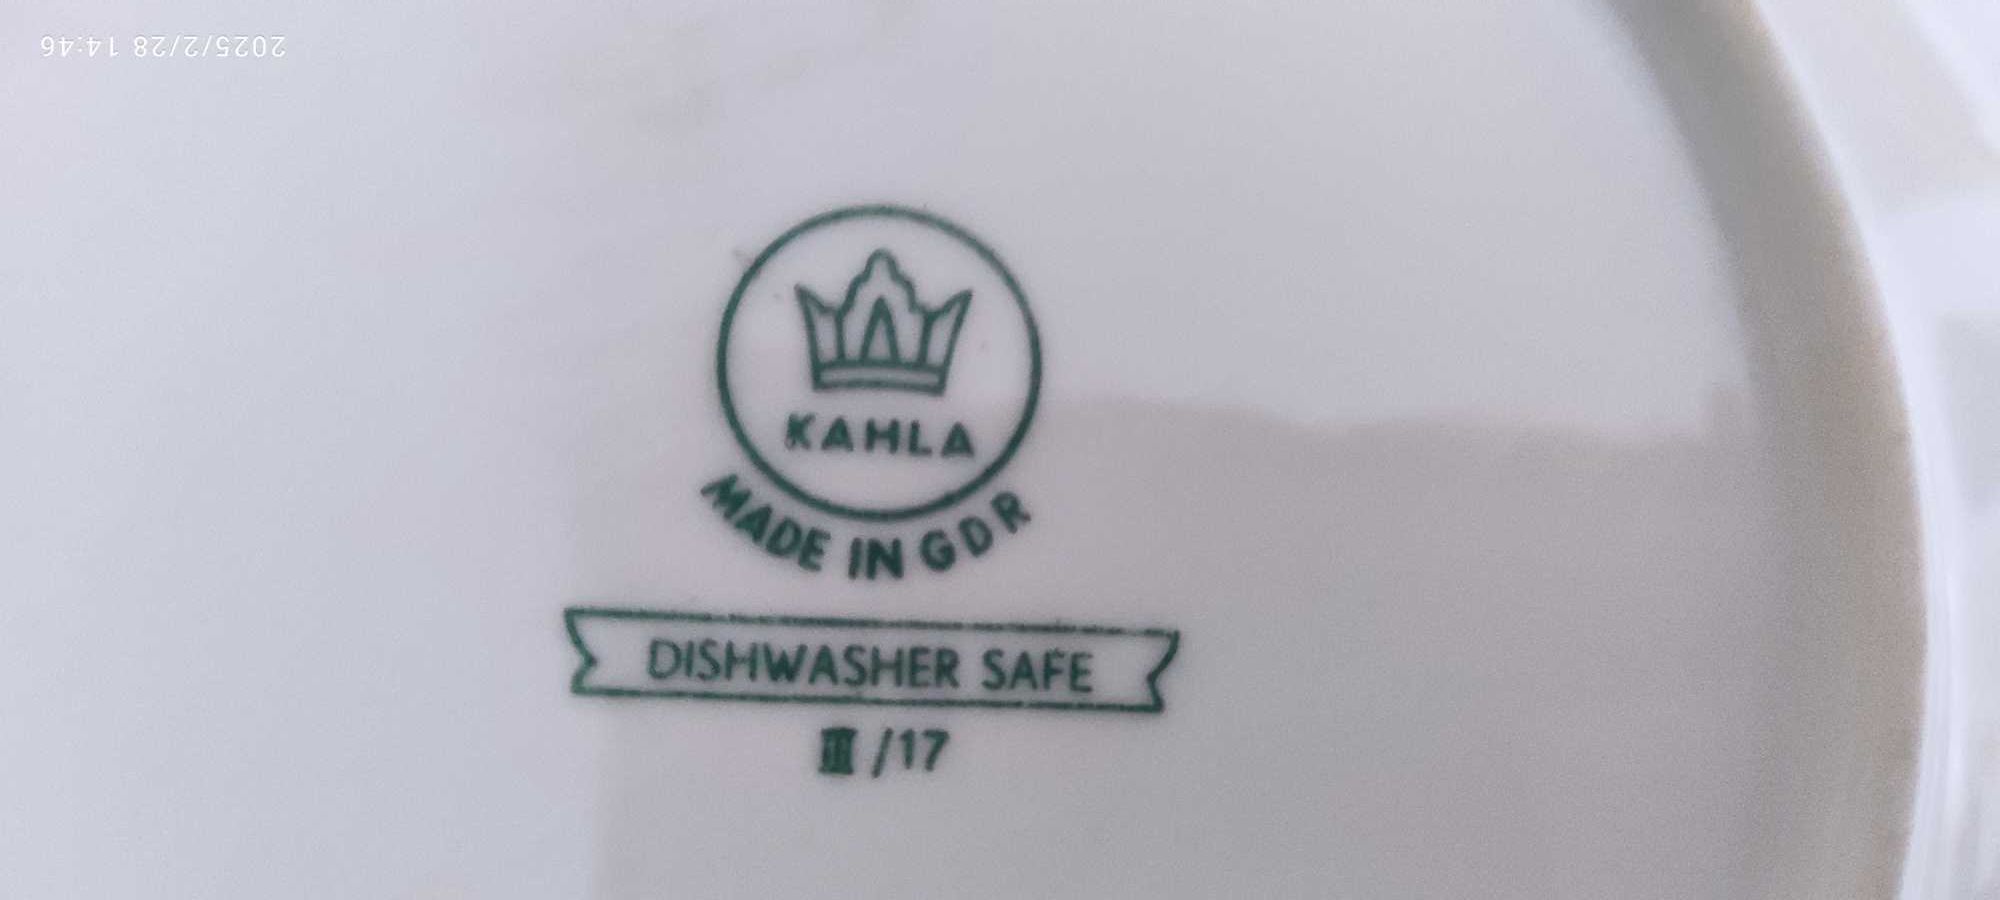 2025/2/28 14:46
KAHLA
MADE IN GDR
DISHWASHER SAFE
III/17